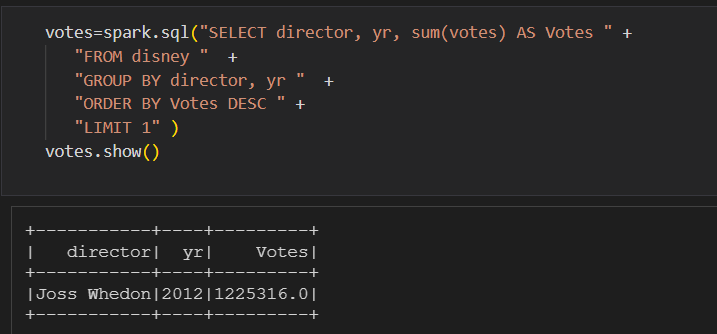 votes=spark.sql("SELECT director, yr, sum(votes) AS Votes " +
"FROM disney "  +
"GROUP BY director, yr "  +
"ORDER BY Votes DESC " +
"LIMIT 1" )
votes.show()
+-----------+----+---------+
|   director|  yr|    Votes|
+-----------+----+---------+
|Joss Whedon|2012|1225316.0|
+-----------+----+---------+